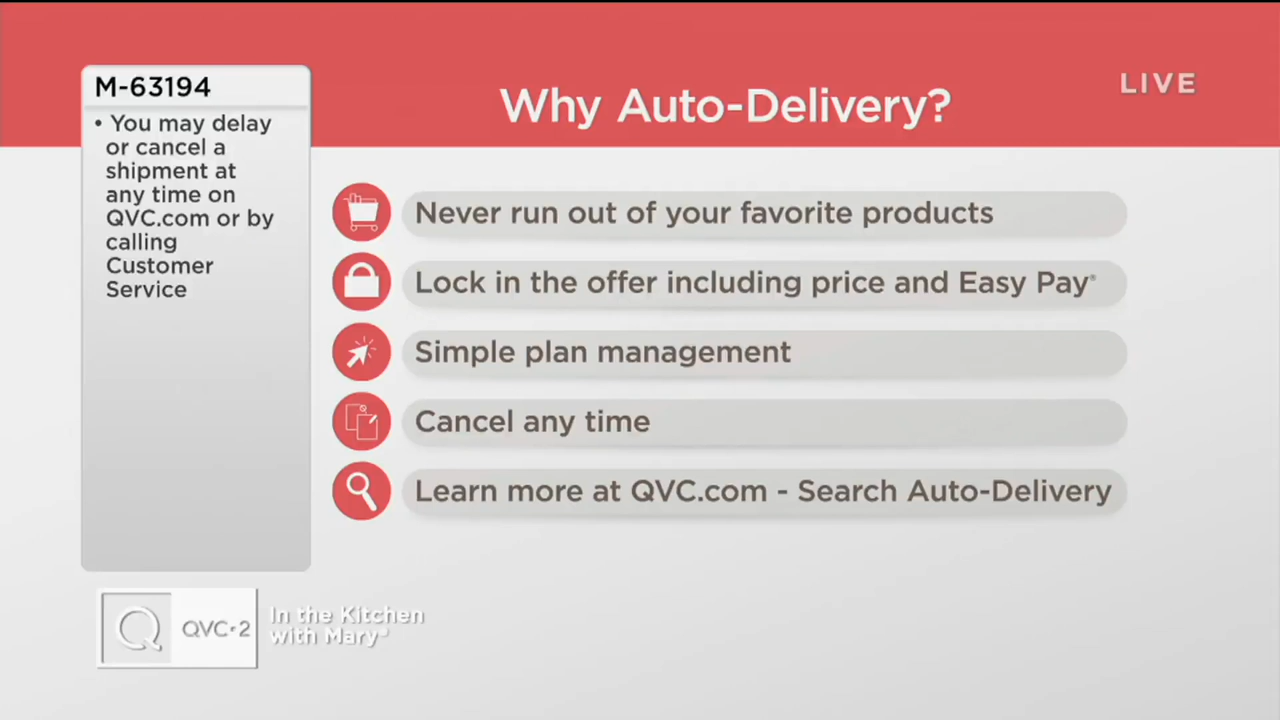 M-63194
• You may delay
or cancel a
shipment at
any time on
QVC.com or by
calling
Customer
Service
Why Auto-Delivery?
LIVE
Never run out of your favorite products
Lock in the offer including price and Easy Pay®
Simple plan management
Cancel any time
Learn more at QVC.com - Search Auto-Delivery
Q QVC•2
In the Kitchen
with Mary®